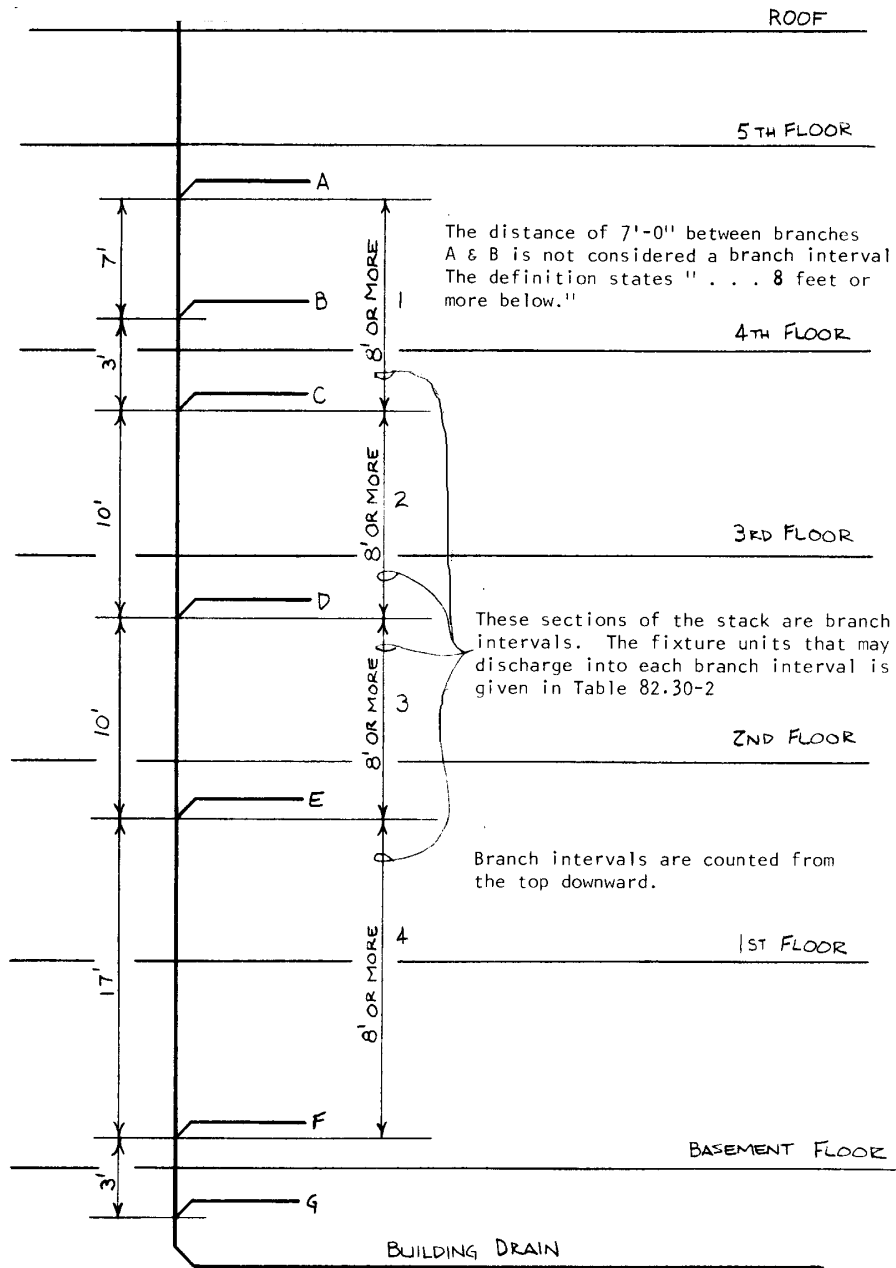 ROOF
5TH FLOOR
A
The distance of 7'-0" between branches
A & B is not considered a branch interval
The definition states " . . . 8 feet or
more below."
7'
8' OR MORE
1
B
4TH FLOOR
3'
C
10'
8' OR MORE
2
3RD FLOOR
D
These sections of the stack are branch
intervals. The fixture units that may
discharge into each branch interval is
given in Table 82.30-2
10'
8' OR MORE
3
2ND FLOOR
E
Branch intervals are counted from
the top downward.
17'
8' OR MORE
4
1ST FLOOR
F
BASEMENT FLOOR
3'
G
BUILDING DRAIN